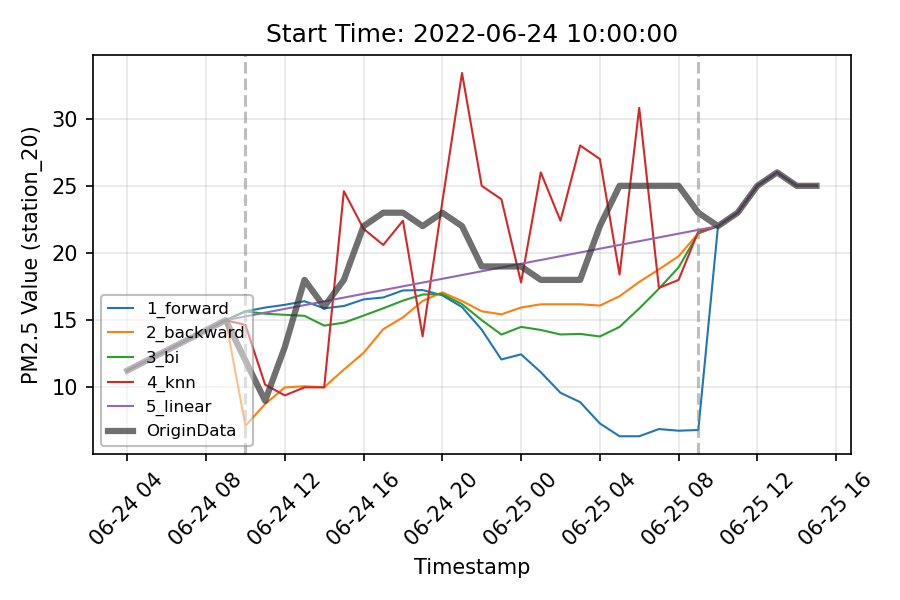 Start Time: 2022-06-24 10:00:00
PM2.5 Value (station_20)
30
25
20
15
10
1_forward
2_backward
3_bi
4_knn
5_linear
OriginData
06-24 04
06-24 08
06-24 12
06-24 16
06-24 20
06-25 00
06-25 04
06-25 08
06-25 12
06-25 16
Timestamp